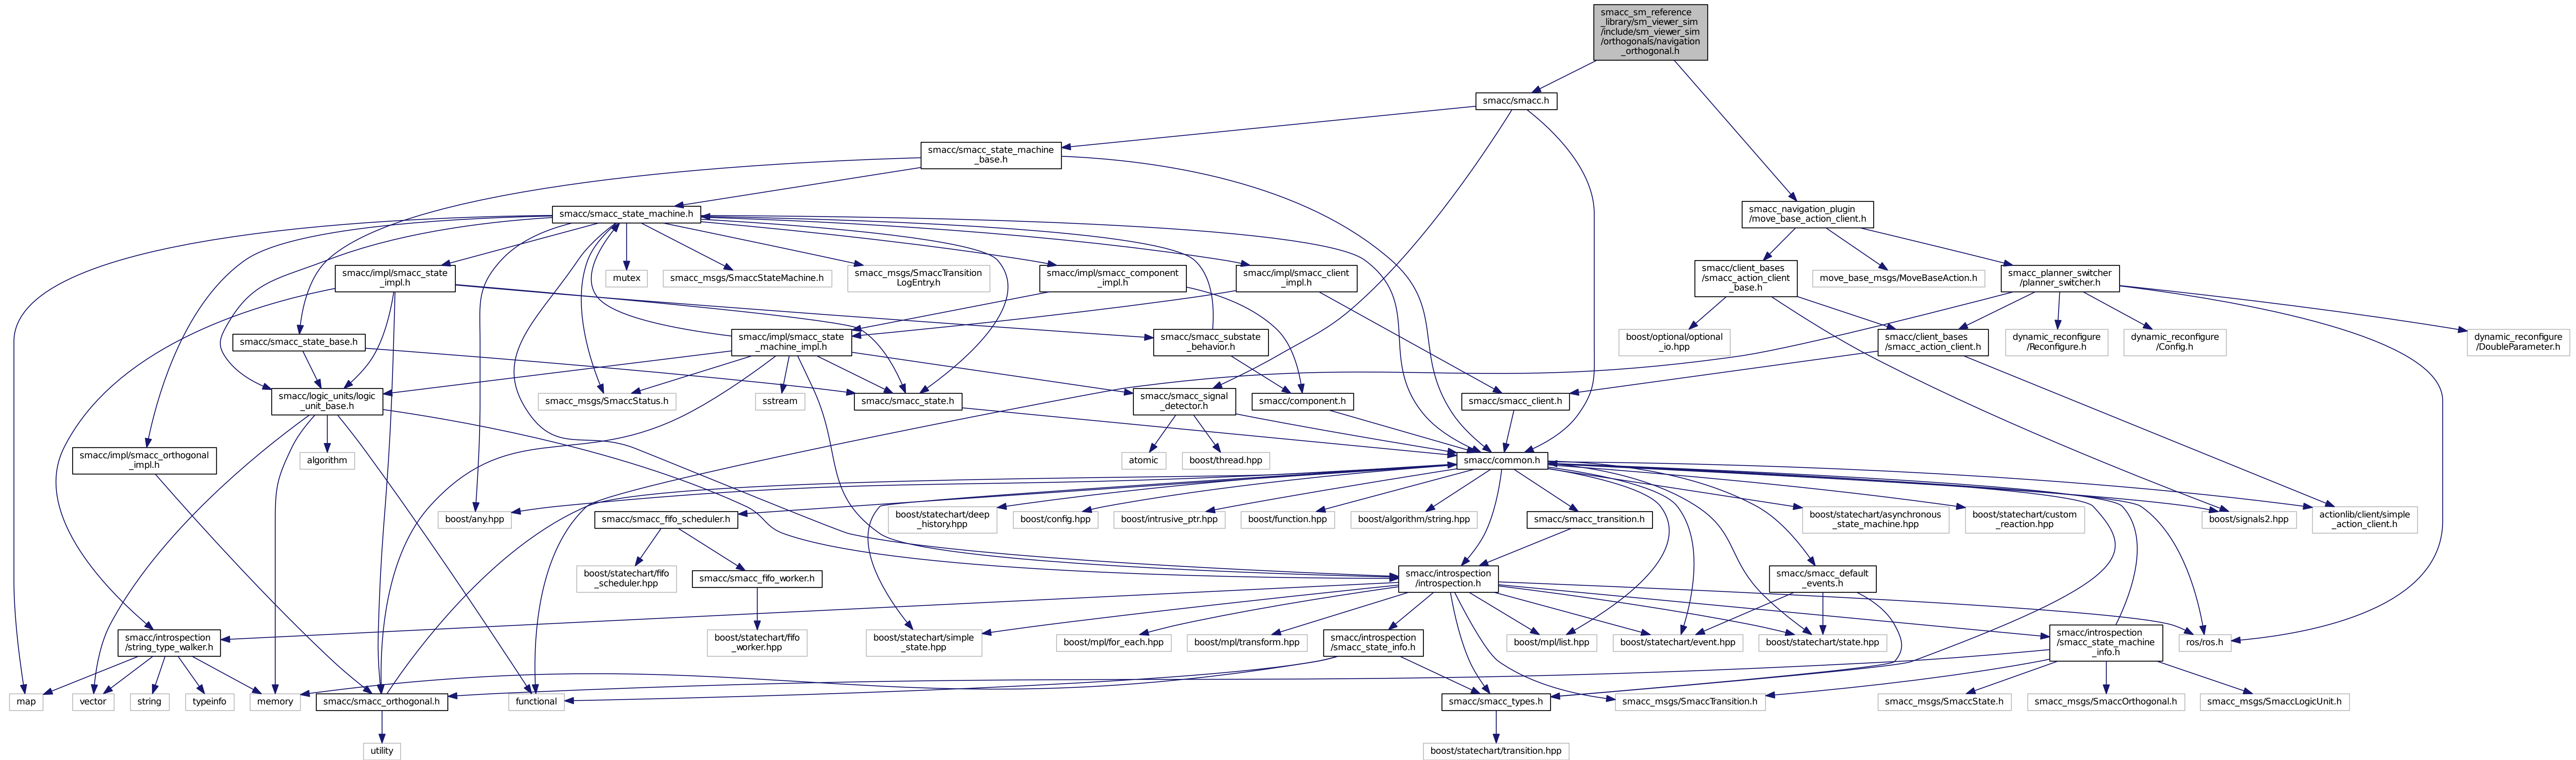 smacc_sm_reference
_library/sm_viewer_sim
/include/sm_viewer_sim
/orthogonals/navigation
_orthogonal.h
smacc/smacc.h
smacc/smacc_state_machine
_base.h
smacc/smacc_state_machine.h
smacc_navigation_plugin
/move_base_action_client.h
smacc/impl/smacc_state
_impl.h
mutex
smacc_msgs/SmaccStateMachine.h
smacc_msgs/SmaccTransition
LogEntry.h
smacc/impl/smacc_component
_impl.h
smacc/impl/smacc_client
_impl.h
smacc/client_bases
/smacc_action_client
_base.h
move_base_msgs/MoveBaseAction.h
smacc_planner_switcher
/planner_switcher.h
smacc/smacc_state_base.h
smacc/impl/smacc_state
_machine_impl.h
smacc/smacc_substate
_behavior.h
boost/optional/optional
_io.hpp
smacc/client_bases
/smacc_action_client.h
dynamic_reconfigure
/Reconfigure.h
dynamic_reconfigure
/Config.h
dynamic_reconfigure
/DoubleParameter.h
smacc/logic_units/logic
_unit_base.h
smacc_msgs/SmaccStatus.h
sstream
smacc/smacc_state.h
smacc/smacc_signal
_detector.h
smacc/component.h
smacc/smacc_client.h
smacc/impl/smacc_orthogonal
_impl.h
algorithm
atomic
boost/thread.hpp
smacc/common.h
boost/any.hpp
smacc/smacc_fifo_scheduler.h
boost/statechart/deep
_history.hpp
boost/config.hpp
boost/intrusive_ptr.hpp
boost/function.hpp
boost/algorithm/string.hpp
smacc/smacc_transition.h
boost/statechart/asynchronous
_state_machine.hpp
boost/statechart/custom
_reaction.hpp
boost/signals2.hpp
actionlib/client/simple
_action_client.h
boost/statechart/fifo
_scheduler.hpp
smacc/smacc_fifo_worker.h
smacc/introspection
/introspection.h
smacc/smacc_default
_events.h
smacc/introspection
/string_type_walker.h
boost/statechart/fifo
_worker.hpp
boost/statechart/simple
_state.hpp
boost/mpl/for_each.hpp
boost/mpl/transform.hpp
smacc/introspection
/smacc_state_info.h
boost/mpl/list.hpp
boost/statechart/event.hpp
boost/statechart/state.hpp
smacc/introspection
/smacc_state_machine
_info.h
ros/ros.h
map
vector
string
typeinfo
memory
smacc/smacc_orthogonal.h
functional
smacc/smacc_types.h
smacc_msgs/SmaccTransition.h
smacc_msgs/SmaccState.h
smacc_msgs/SmaccOrthogonal.h
smacc_msgs/SmaccLogicUnit.h
utility
boost/statechart/transition.hpp